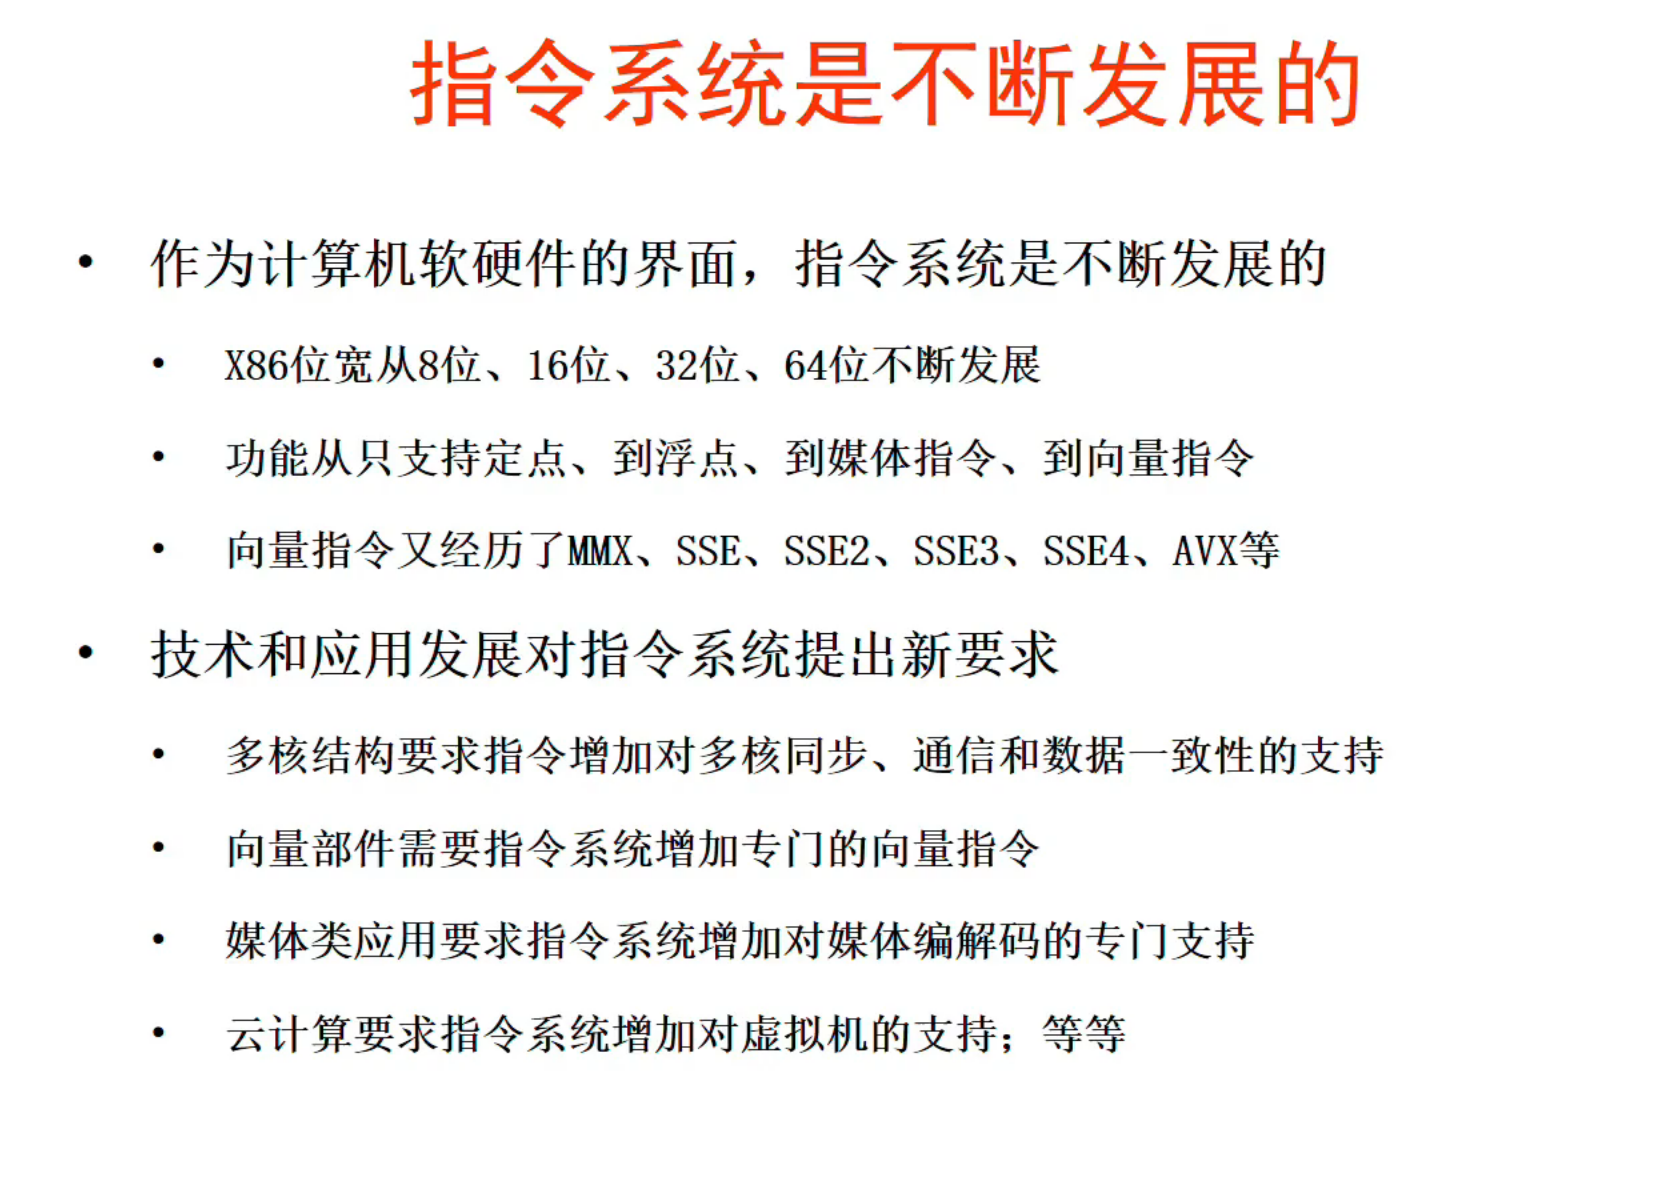 指令系统是不断发展的
• 作为计算机软硬件的界面，指令系统是不断发展的
• X86位宽从8位、16位、32位、64位不断发展
• 功能从只支持定点、到浮点、到媒体指令、到向量指令
• 向量指令又经历了MMX、SSE、SSE2、SSE3、SSE4、AVX等
• 技术和应用发展对指令系统提出新要求
• 多核结构要求指令增加对多核同步、通信和数据一致性的支持
• 向量部件需要指令系统增加专门的向量指令
• 媒体类应用要求指令系统增加对媒体编解码的专门支持
• 云计算要求指令系统增加对虚拟机的支持；等等